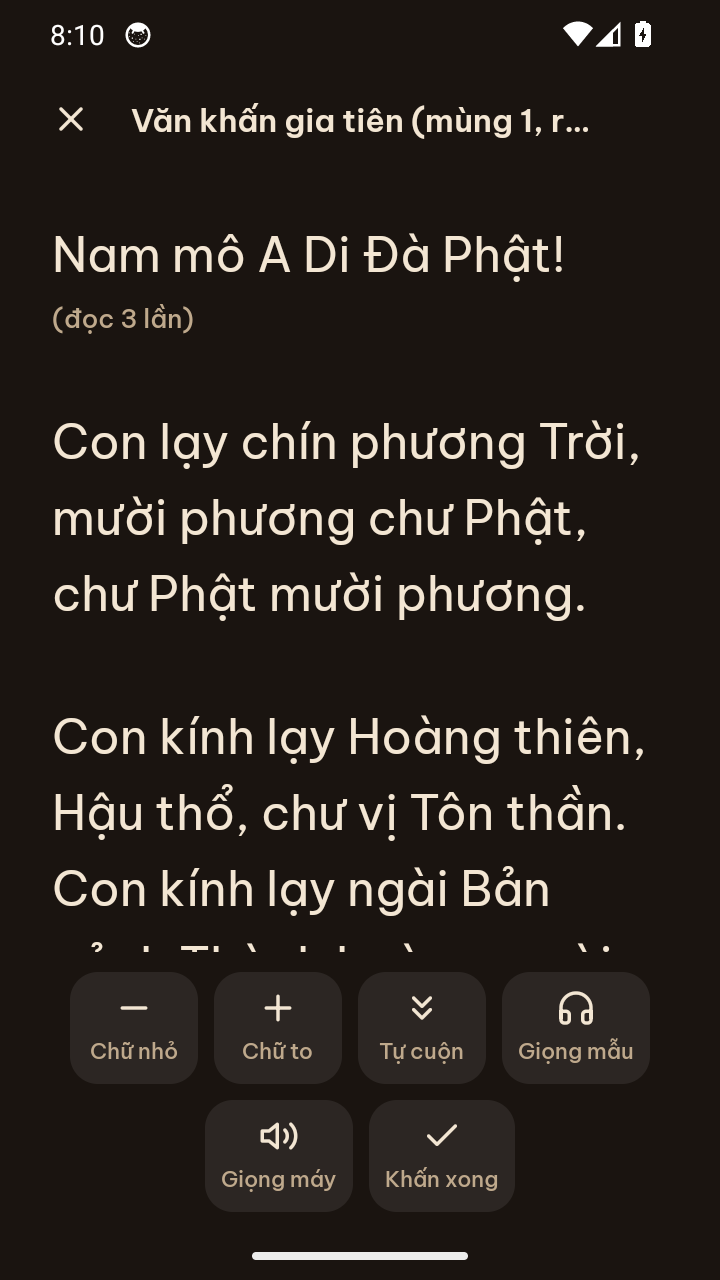 8:10
Văn khấn gia tiên (mùng 1, r...
Nam mô A Di Đà Phật!
(đọc 3 lần)
Con lạy chín phương Trời,
mười phương chư Phật,
chư Phật mười phương.
Con kính lạy Hoàng thiên,
Hậu thổ, chư vị Tôn thần.
Con kính lạy ngài Bản
Chữ nhỏ
Chữ to
Tự cuộn
Giọng mẫu
Giọng máy
Khấn xong